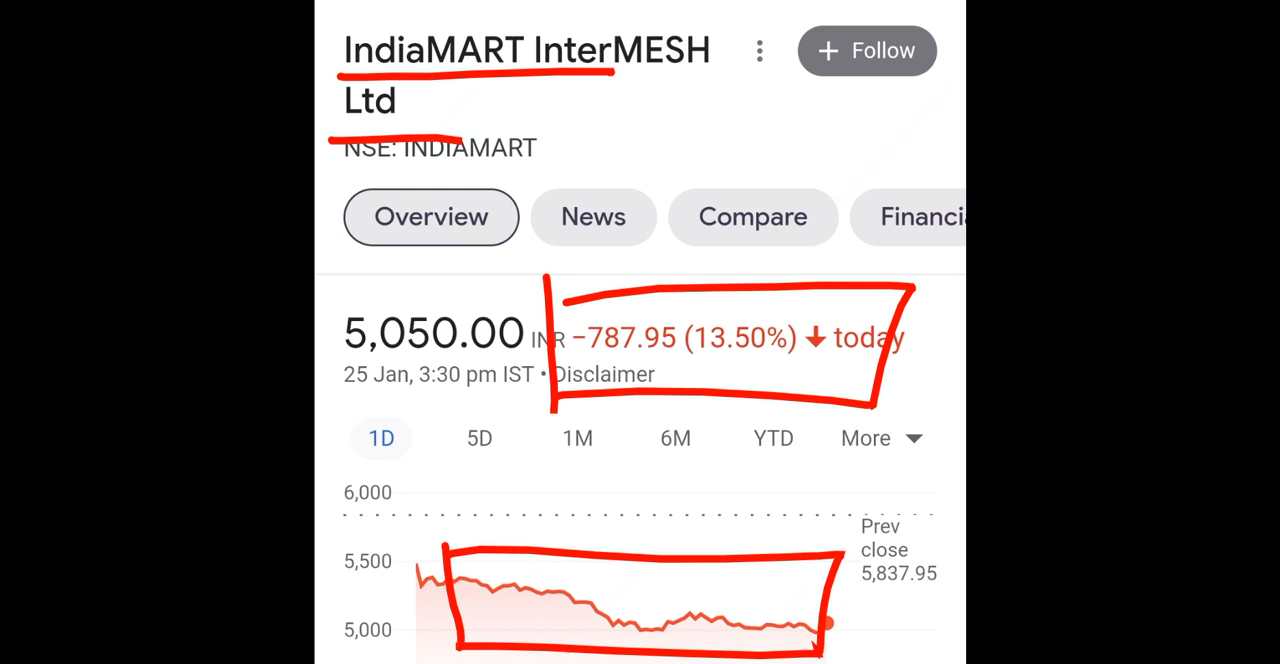 IndiaMART InterMESH
Ltd
+ Follow
NSE: INDIAMART
Overview
News
Compare
Financia
5,050.00 INR −787.95 (13.50%) ↓ today
25 Jan, 3:30 pm IST • Disclaimer
1D
5D
1M
6M
YTD
More
6,000
Prev
close
5,837.95
5,500
5,000